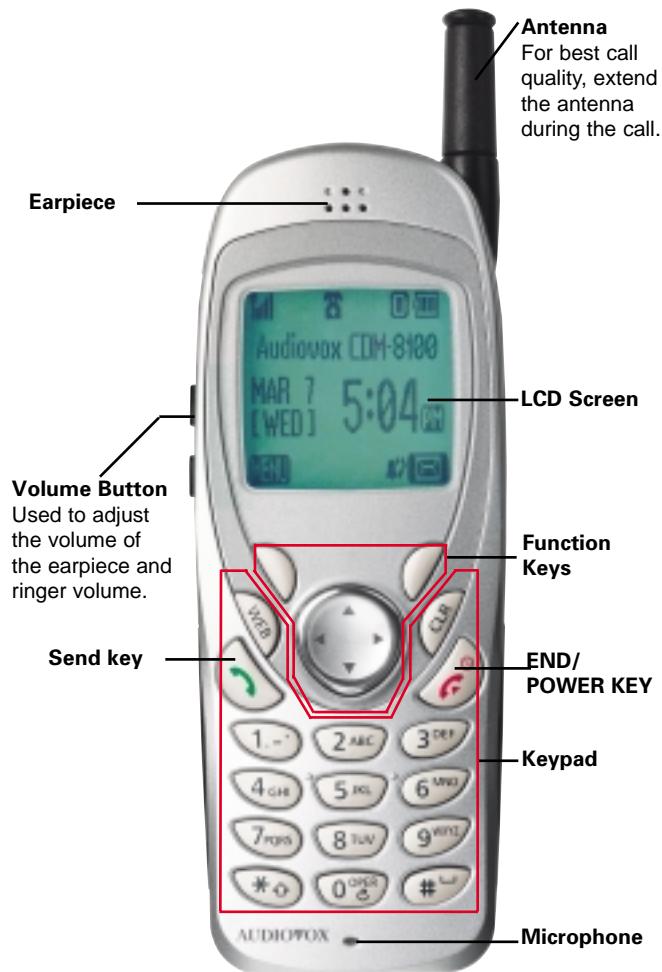 Antenna
For best call
quality, extend
the antenna
during the call.
Earpiece
Audiovox CDM-8100
MAR 7
[WED]
5:04
PM
LCD Screen
MENU
Volume Button
Used to adjust
the volume of
the earpiece and
ringer volume.
Function
Keys
WEB
CLR
Send key
END/
POWER KEY
1.-'
2 ABC
3 DEF
Keypad
4 GHI
5 JKL
6 MNO
7 PQRS
8 TUV
9 WXYZ
*
0 OPER
#
AUDIOVOX
Microphone